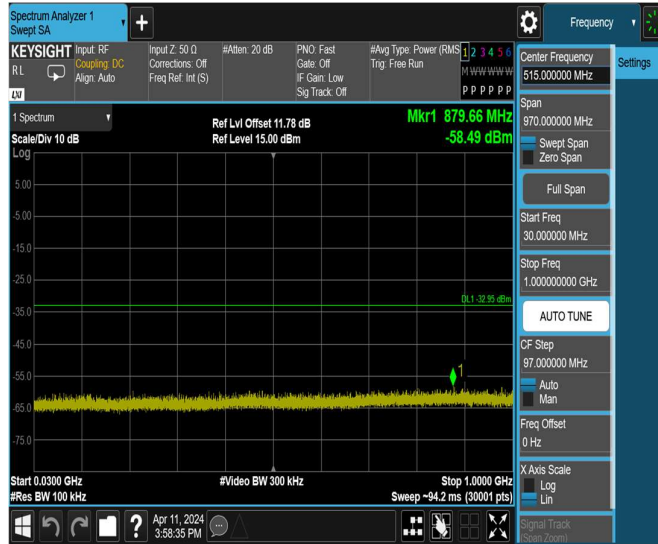 Spectrum Analyzer 1
Swept SA
Frequency
KEYSIGHT
RL
LXI
Input: RF
Coupling: DC
Align: Auto
Input Z: 50 Ω
Corrections: Off
Freq Ref: Int (S)
#Atten: 20 dB
PNO: Fast
Gate: Off
IF Gain: Low
Sig Track: Off
#Avg Type: Power (RMS
Trig: Free Run
1 2 3 4 5 6
M W W W W W
P P P P P P
Center Frequency
515.000000 MHz
Settings
Span
970.000000 MHz
Swept Span
Zero Span
Full Span
Start Freq
30.000000 MHz
Stop Freq
1.000000000 GHz
AUTO TUNE
CF Step
97.000000 MHz
Auto
Man
Freq Offset
0 Hz
X Axis Scale
Log
Lin
Signal Track
(Span Zoom)
1 Spectrum
Scale/Div 10 dB
Log
Ref Lvl Offset 11.78 dB
Ref Level 15.00 dBm
Mkr1 879.66 MHz
-58.49 dBm
5.00
-5.00
-15.0
-25.0
DL1 -32.95 dBm
-35.0
-45.0
1
-55.0
-65.0
-75.0
Start 0.0300 GHz
#Res BW 100 kHz
#Video BW 300 kHz
Stop 1.0000 GHz
Sweep ~94.2 ms (30001 pts)
?
Apr 11, 2024
3:58:35 PM